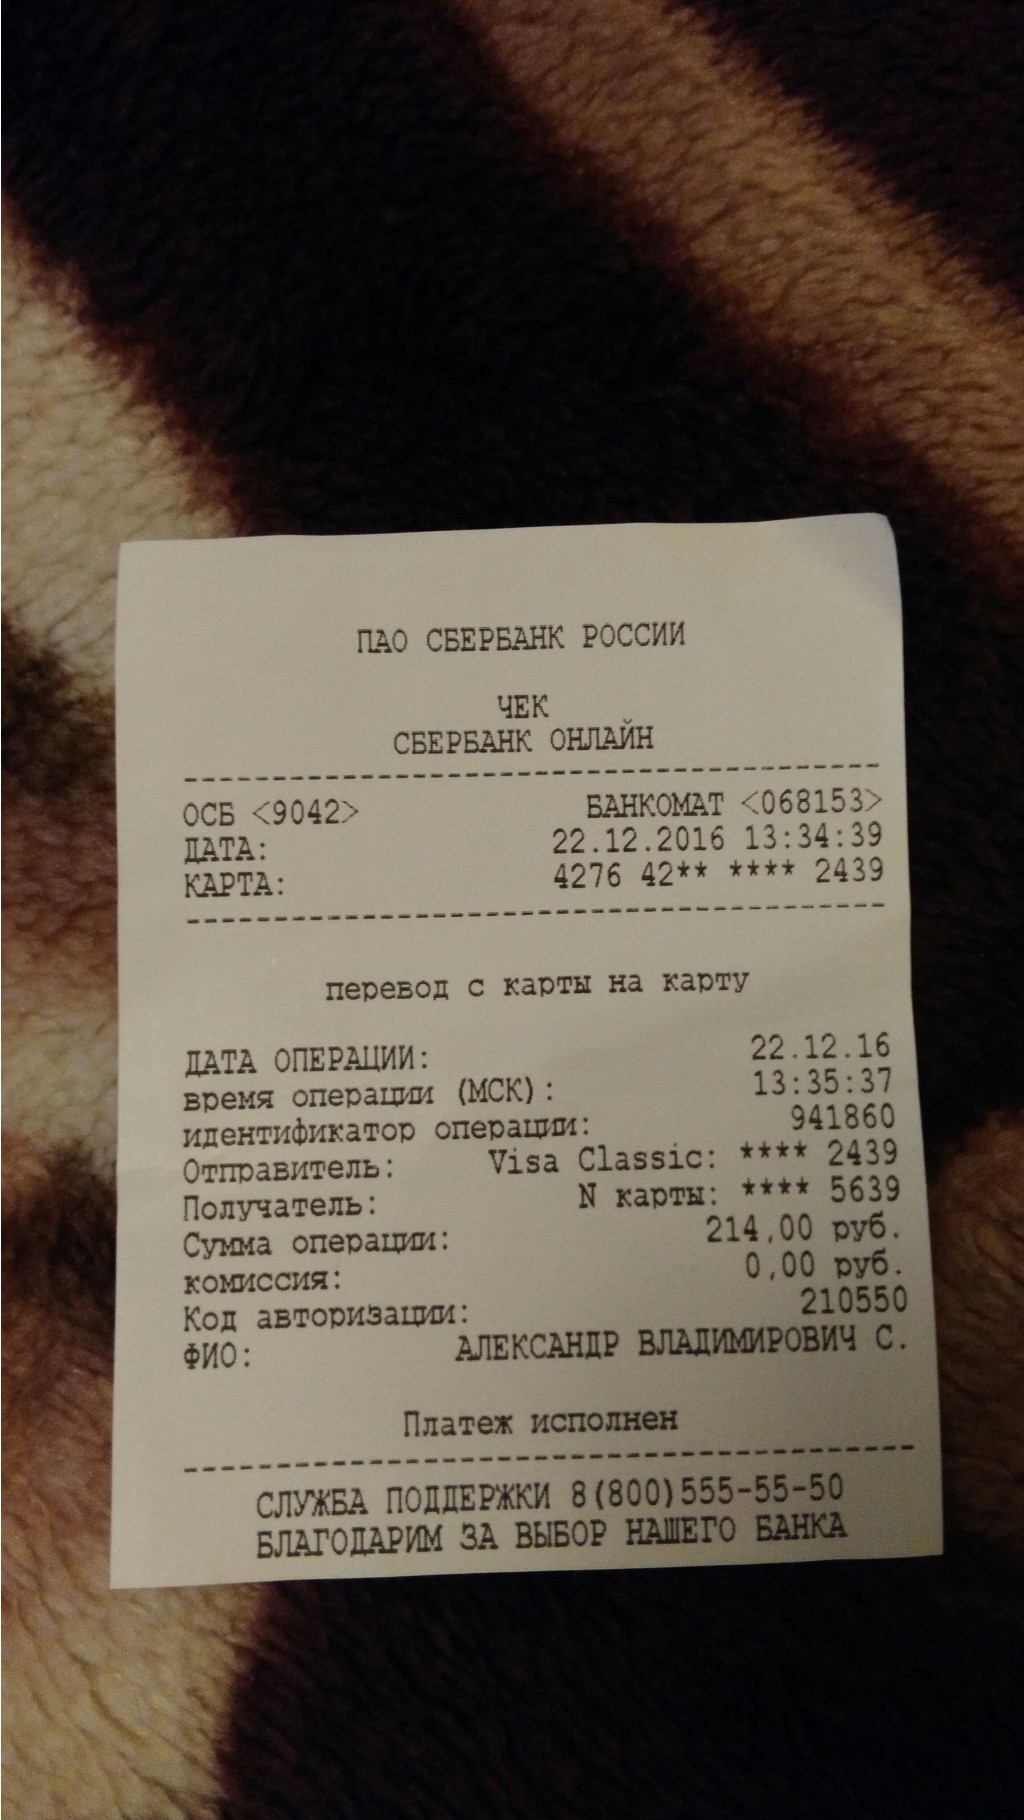 ПАО СБЕРБАНК РОССИИ
ЧЕК
СБЕРБАНК ОНЛАЙН
----------------------------------------
ОСБ <9042> БАНКОМАТ <068153>
ДАТА: 22.12.2016 13:34:39
КАРТА: 4276 42** **** 2439
----------------------------------------
перевод с карты на карту
ДАТА ОПЕРАЦИИ: 22.12.16
время операции (МСК): 13:35:37
идентификатор операции: 941860
Отправитель: Visa Classic: **** 2439
Получатель: N карты: **** 5639
Сумма операции: 214,00 руб.
комиссия: 0,00 руб.
Код авторизации: 210550
ФИО: АЛЕКСАНДР ВЛАДИМИРОВИЧ С.
Платеж исполнен
----------------------------------------
СЛУЖБА ПОДДЕРЖКИ 8(800)555-55-50
БЛАГОДАРИМ ЗА ВЫБОР НАШЕГО БАНКА